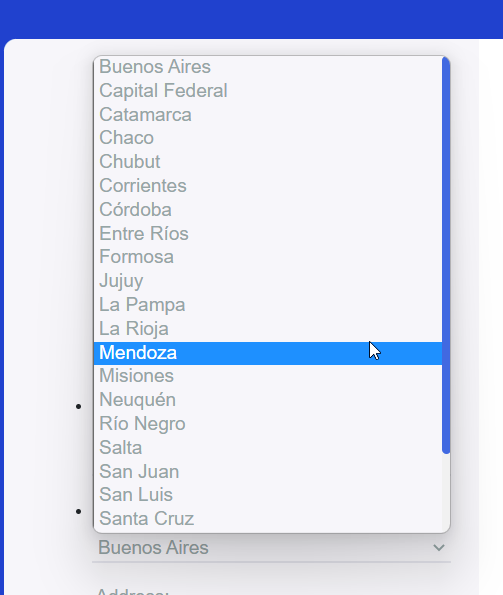 Buenos Aires
Capital Federal
Catamarca
Chaco
Chubut
Corrientes
Córdoba
Entre Ríos
Formosa
Jujuy
La Pampa
La Rioja
Mendoza
Misiones
Neuquén
Río Negro
Salta
San Juan
San Luis
Santa Cruz
Buenos Aires
Address: